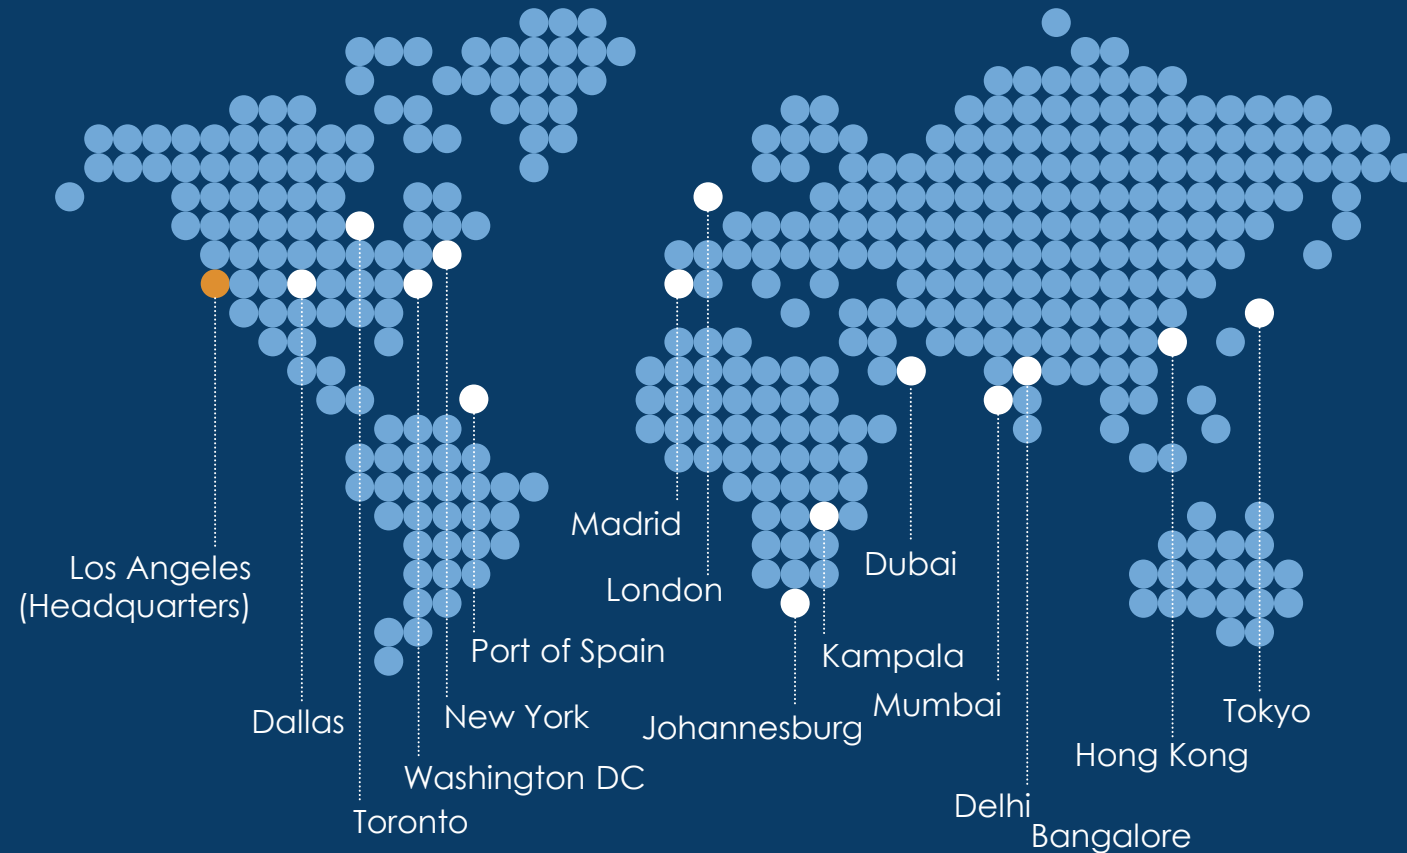 Madrid
Los Angeles
(Headquarters)
Dubai
London
Port of Spain
Kampala
Dallas
New York
Johannesburg
Mumbai
Tokyo
Washington DC
Hong Kong
Toronto
Delhi
Bangalore